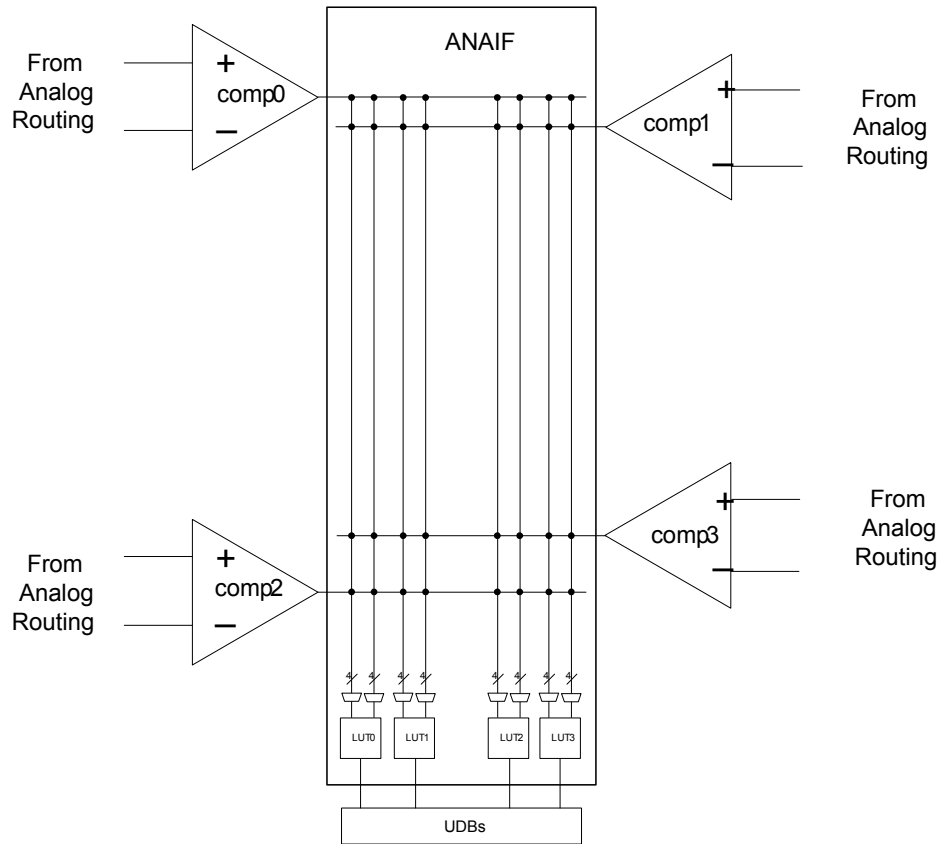 ANAIF
From
Analog
Routing
+
comp0
−
+
comp1
−
From
Analog
Routing
From
Analog
Routing
+
comp2
−
+
comp3
−
From
Analog
Routing
4 4 4 4 4 4 4 4
LUT0 LUT1 LUT2 LUT3
UDBs